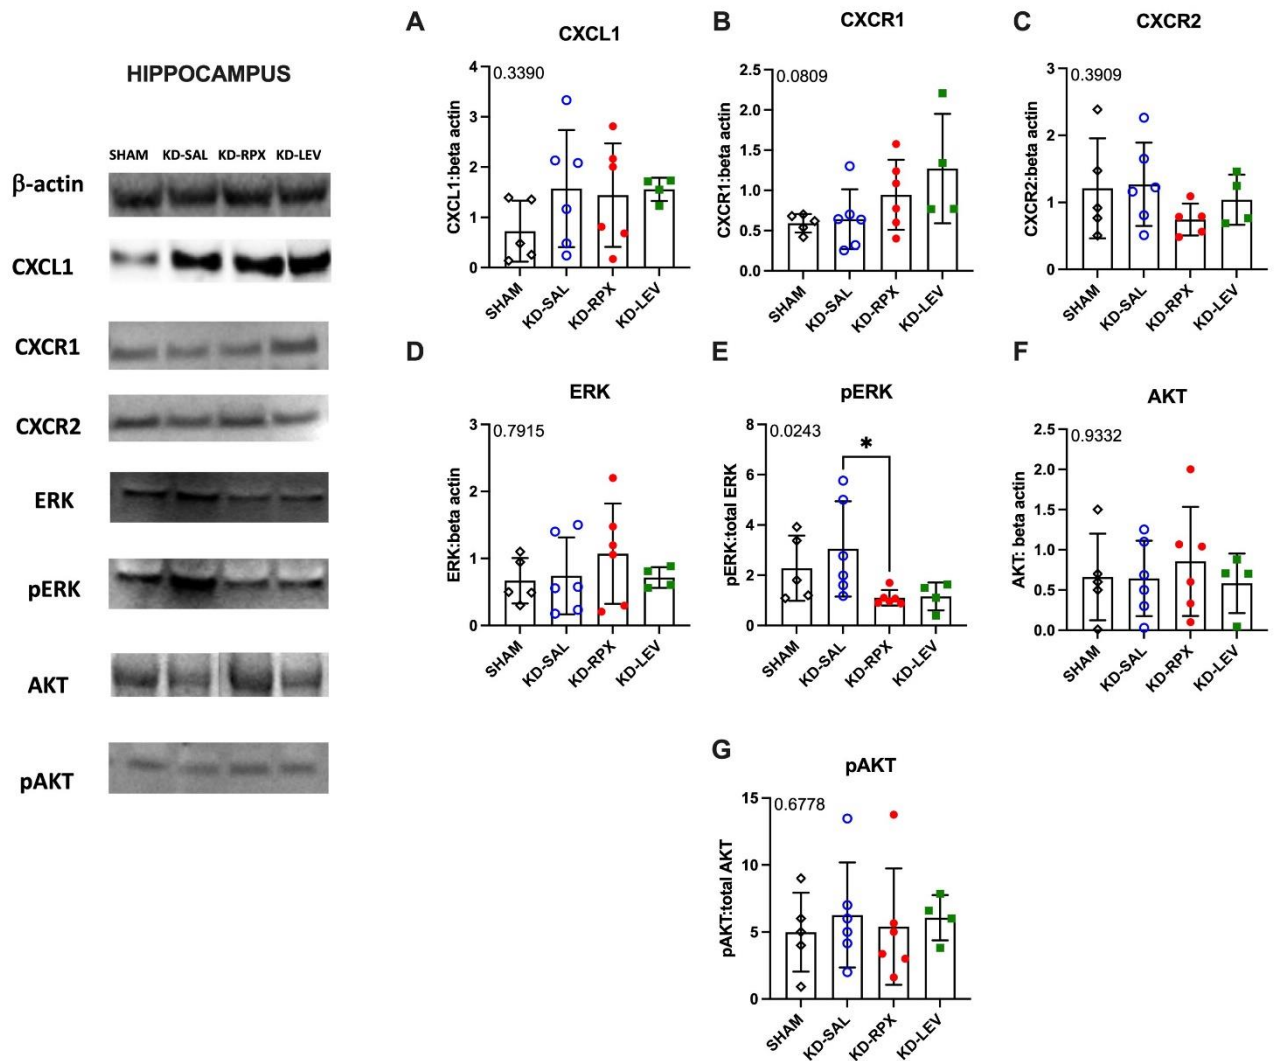 HIPPOCAMPUS
SHAM KD-SAL KD-RPX KD-LEV
β-actin
CXCL1
CXCR1
CXCR2
ERK
pERK
AKT
pAKT
A
CXCL1
0.3390
CXCL1:beta actin
4
3
2
1
0
SHAM
KD-SAL
KD-RPX
KD-LEV
B
CXCR1
0.0809
CXCR1:beta actin
2.5
2.0
1.5
1.0
0.5
0.0
SHAM
KD-SAL
KD-RPX
KD-LEV
C
CXCR2
0.3909
CXCR2:beta actin
3
2
1
0
SHAM
KD-SAL
KD-RPX
KD-LEV
D
ERK
0.7915
ERK:beta actin
3
2
1
0
SHAM
KD-SAL
KD-RPX
KD-LEV
E
pERK
0.0243
*
pERK:total ERK
8
6
4
2
0
SHAM
KD-SAL
KD-RPX
KD-LEV
F
AKT
0.9332
AKT: beta actin
2.5
2.0
1.5
1.0
0.5
0.0
SHAM
KD-SAL
KD-RPX
KD-LEV
G
pAKT
0.6778
pAKT:total AKT
15
10
5
0
SHAM
KD-SAL
KD-RPX
KD-LEV